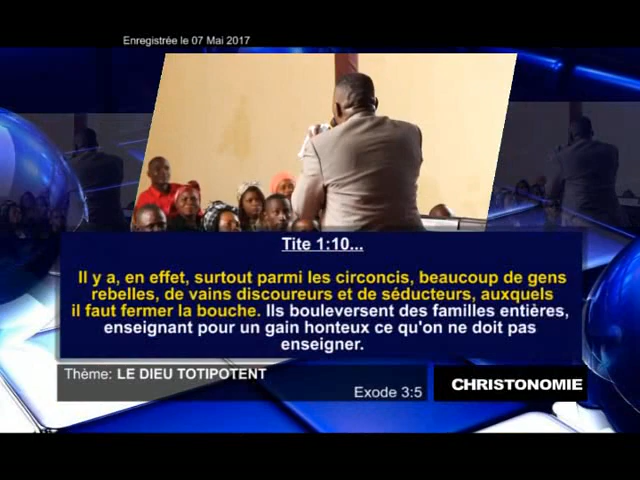 Enregistrée le 07 Mai 2017
Tite 1:10...
Il y a, en effet, surtout parmi les circoncis, beaucoup de gens
rebelles, de vains discoureurs et de séducteurs, auxquels
il faut fermer la bouche. Ils bouleversent des familles entières,
enseignant pour un gain honteux ce qu'on ne doit pas
enseigner.
Thème: LE DIEU TOTIPOTENT
Exode 3:5
CHRISTONOMIE